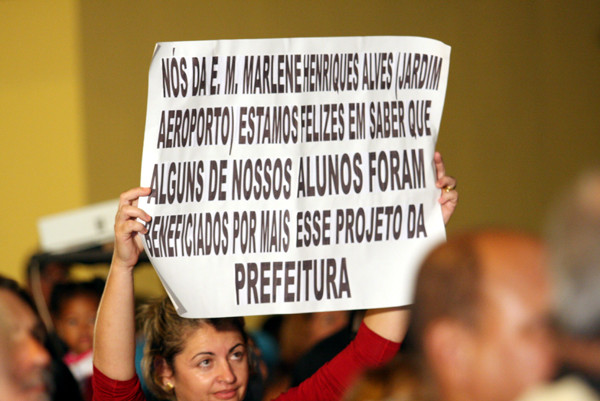 NÓS DA E. M. MARLENE HENRIQUES ALVES (JARDIM
AEROPORTO) ESTAMOS FELIZES EM SABER QUE
ALGUNS DE NOSSOS ALUNOS FORAM
BENEFICIADOS POR MAIS ESSE PROJETO DA
PREFEITURA